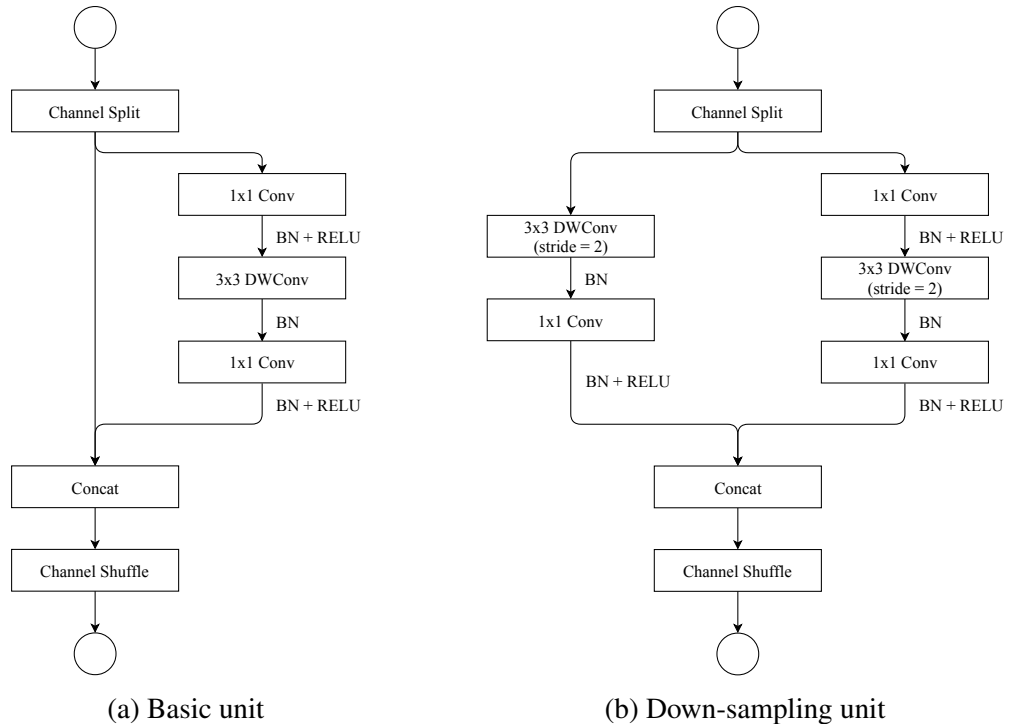 Channel Split
1x1 Conv
BN + RELU
3x3 DWConv
BN
1x1 Conv
BN + RELU
Concat
Channel Shuffle
(a) Basic unit
Channel Split
3x3 DWConv
(stride = 2)
BN
1x1 Conv
BN + RELU
1x1 Conv
BN + RELU
3x3 DWConv
(stride = 2)
BN
1x1 Conv
BN + RELU
Concat
Channel Shuffle
(b) Down-sampling unit